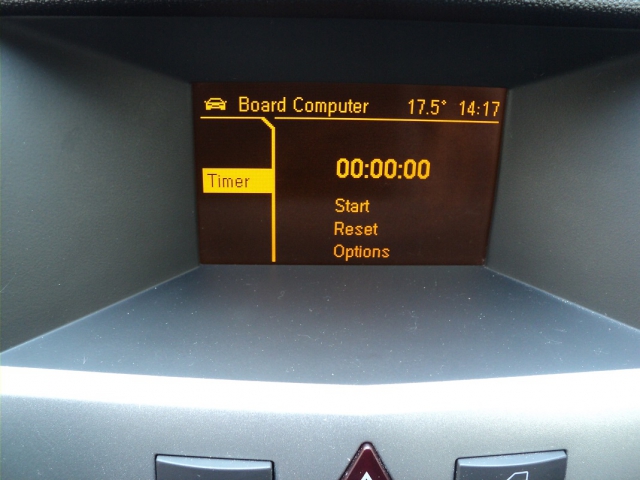 Board Computer 17.5° 14:17
00:00:00
Timer
Start
Reset
Options